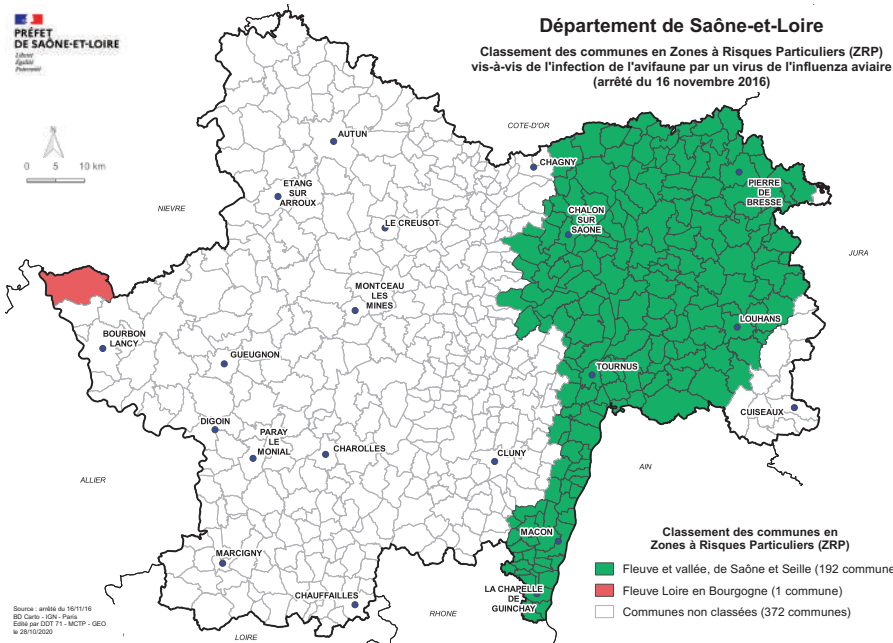 PRÉFET
DE SAÔNE-ET-LOIRE
Liberté
Égalité
Fraternité
Département de Saône-et-Loire
Classement des communes en Zones à Risques Particuliers (ZRP)
vis-à-vis de l'infection de l'avifaune par un virus de l'influenza aviaire
(arrêté du 16 novembre 2016)
N
0 5 10 km
COTE-D'OR
AUTUN
CHAGNY
ETANG
SUR
ARROUX
PIERRE
DE
BRESSE
NIEVRE
LE CREUSOT
CHALON
SUR
SAONE
JURA
MONTCEAU
LES
MINES
BOURBON
LANCY
LOUHANS
GUEUGNON
TOURNUS
CUISEAUX
DIGOIN
PARAY
LE
MONIAL
CHAROLLES
CLUNY
ALLIER
AIN
MACON
MARCIGNY
LA CHAPELLE
DE
GUINCHAY
CHAUFFAILLES
RHONE
LOIRE
Classement des communes en
Zones à Risques Particuliers (ZRP)
Fleuve et vallée, de Saône et Seille (192 commune
Fleuve Loire en Bourgogne (1 commune)
Communes non classées (372 communes)
Source : arrêté du 16/11/16
BD Carto - IGN - Paris
Edité par DDT 71 - MCTP - GEO
le 28/10/2020